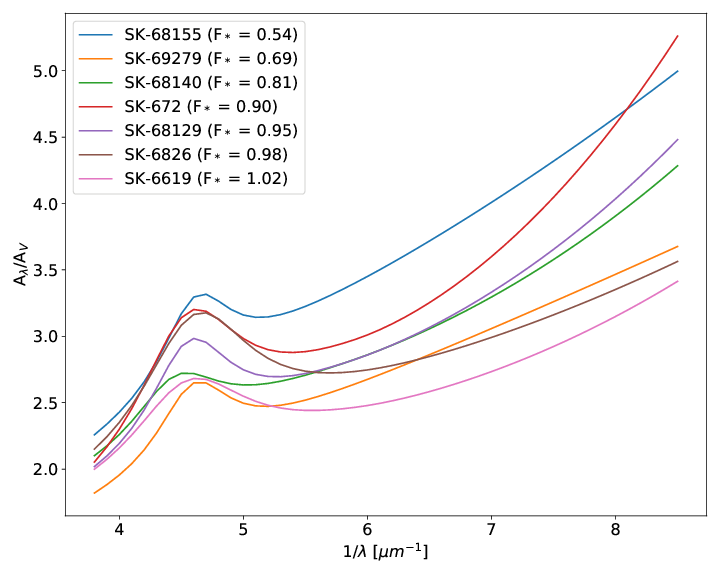 SK-68155 (F* = 0.54)
SK-69279 (F* = 0.69)
SK-68140 (F* = 0.81)
SK-672 (F* = 0.90)
SK-68129 (F* = 0.95)
SK-6826 (F* = 0.98)
SK-6619 (F* = 1.02)
5.0
4.5
4.0
3.5
3.0
2.5
2.0
Aλ/AV
4 5 6 7 8
1/λ [μm⁻¹]